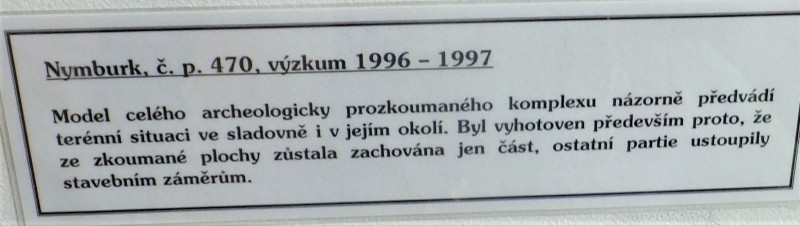 Nymburk, č. p. 470, výzkum 1996 – 1997
Model celého archeologicky prozkoumaného komplexu názorně předvádí
terénní situaci ve sladovně i v jejím okolí. Byl vyhotoven především proto, že
ze zkoumané plochy zůstala zachována jen část, ostatní partie ustoupily
stavebním záměrům.